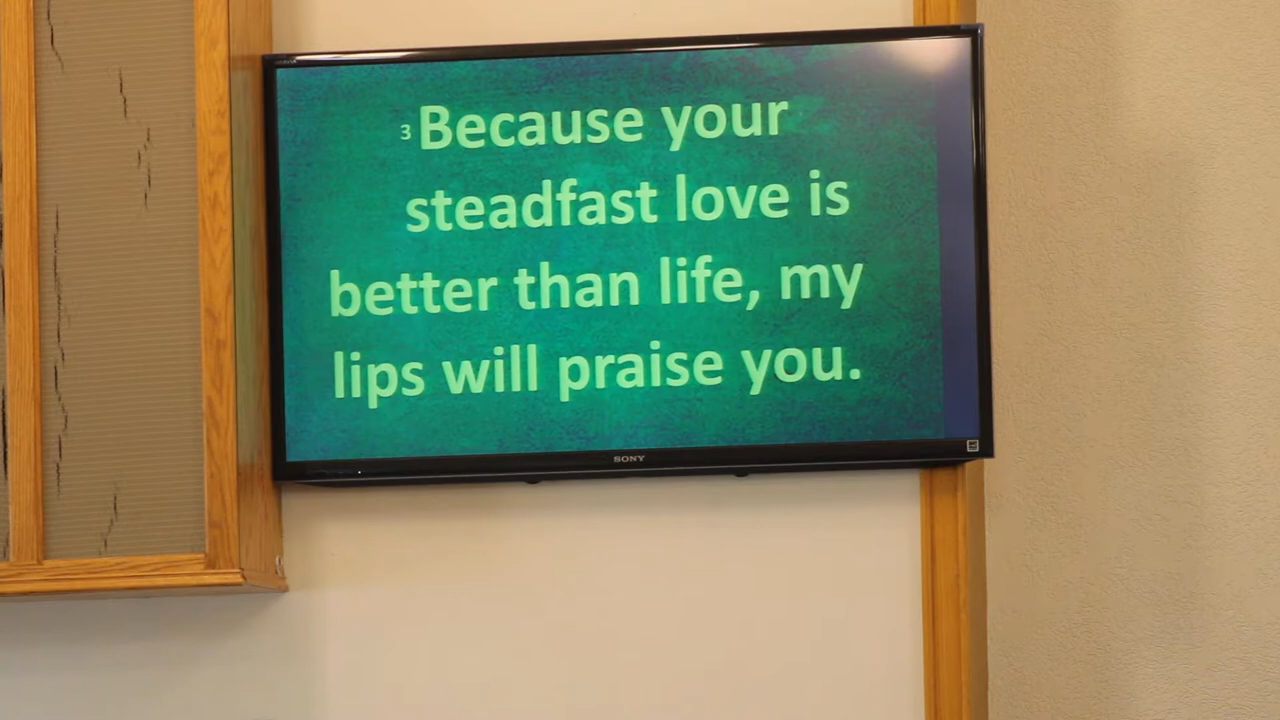 3 Because your
steadfast love is
better than life, my
lips will praise you.
SONY